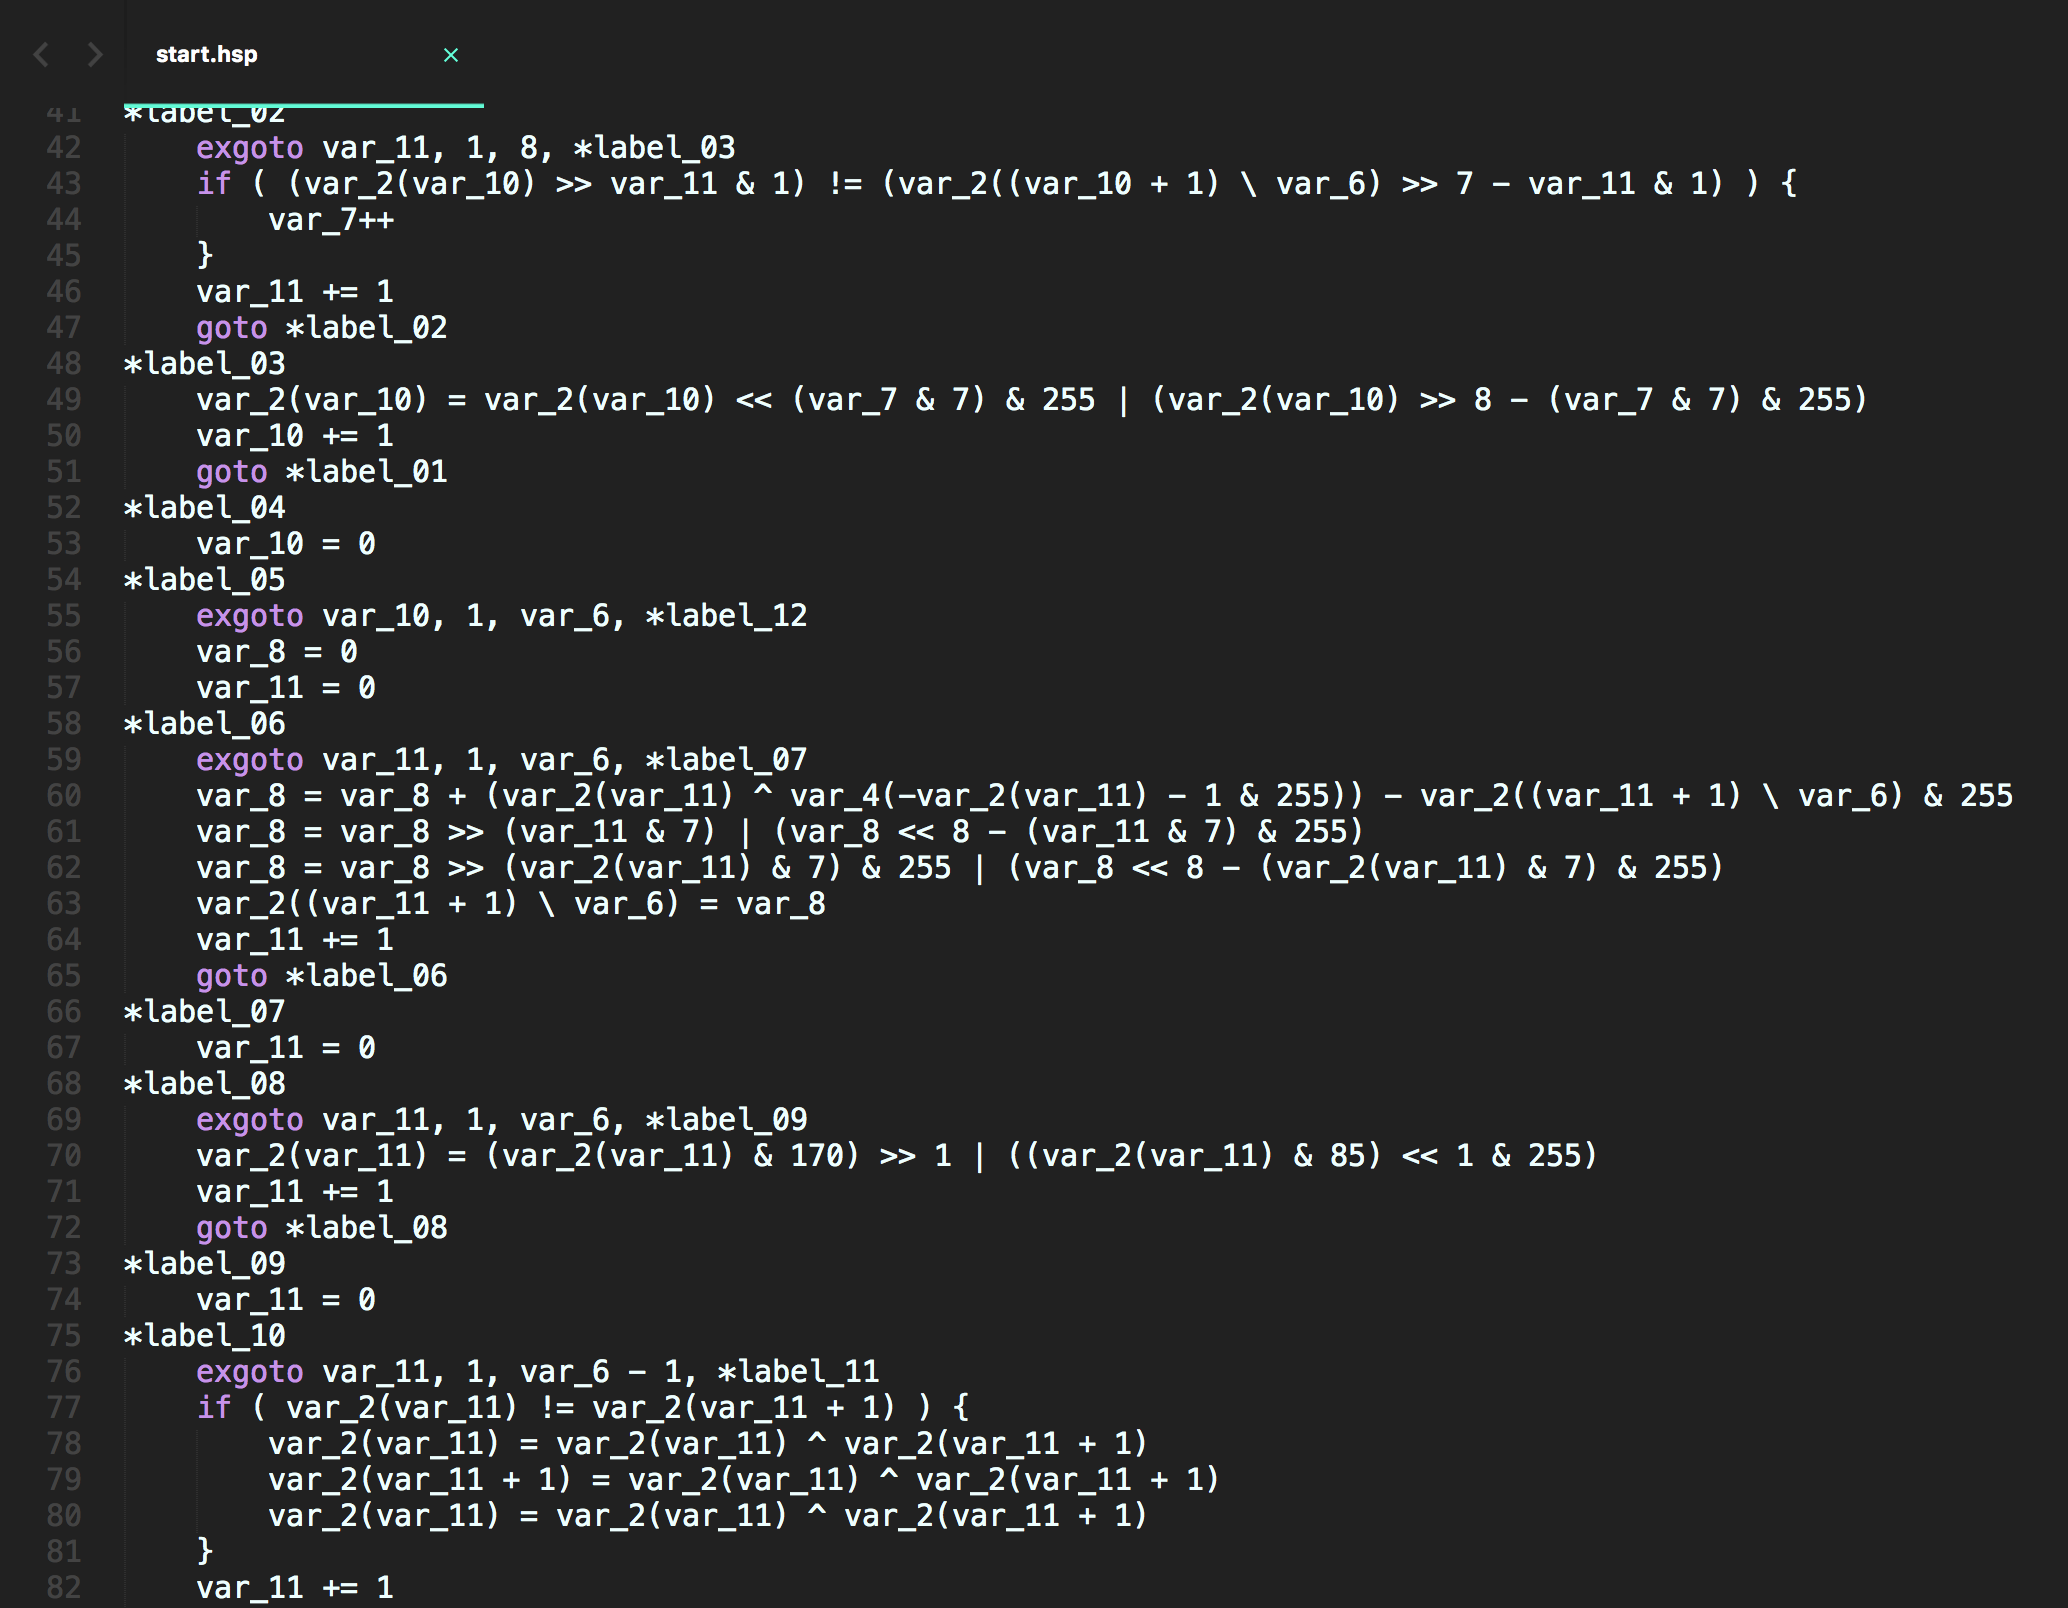 start.hsp ×
41 *label_02
42 exgoto var_11, 1, 8, *label_03
43 if ( (var_2(var_10) >> var_11 & 1) != (var_2((var_10 + 1) \ var_6) >> 7 - var_11 & 1) ) {
44 var_7++
45 }
46 var_11 += 1
47 goto *label_02
48 *label_03
49 var_2(var_10) = var_2(var_10) << (var_7 & 7) & 255 | (var_2(var_10) >> 8 - (var_7 & 7) & 255)
50 var_10 += 1
51 goto *label_01
52 *label_04
53 var_10 = 0
54 *label_05
55 exgoto var_10, 1, var_6, *label_12
56 var_8 = 0
57 var_11 = 0
58 *label_06
59 exgoto var_11, 1, var_6, *label_07
60 var_8 = var_8 + (var_2(var_11) ^ var_4(-var_2(var_11) - 1 & 255)) - var_2((var_11 + 1) \ var_6) & 255
61 var_8 = var_8 >> (var_11 & 7) | (var_8 << 8 - (var_11 & 7) & 255)
62 var_8 = var_8 >> (var_2(var_11) & 7) & 255 | (var_8 << 8 - (var_2(var_11) & 7) & 255)
63 var_2((var_11 + 1) \ var_6) = var_8
64 var_11 += 1
65 goto *label_06
66 *label_07
67 var_11 = 0
68 *label_08
69 exgoto var_11, 1, var_6, *label_09
70 var_2(var_11) = (var_2(var_11) & 170) >> 1 | ((var_2(var_11) & 85) << 1 & 255)
71 var_11 += 1
72 goto *label_08
73 *label_09
74 var_11 = 0
75 *label_10
76 exgoto var_11, 1, var_6 - 1, *label_11
77 if ( var_2(var_11) != var_2(var_11 + 1) ) {
78 var_2(var_11) = var_2(var_11) ^ var_2(var_11 + 1)
79 var_2(var_11 + 1) = var_2(var_11) ^ var_2(var_11 + 1)
80 var_2(var_11) = var_2(var_11) ^ var_2(var_11 + 1)
81 }
82 var_11 += 1